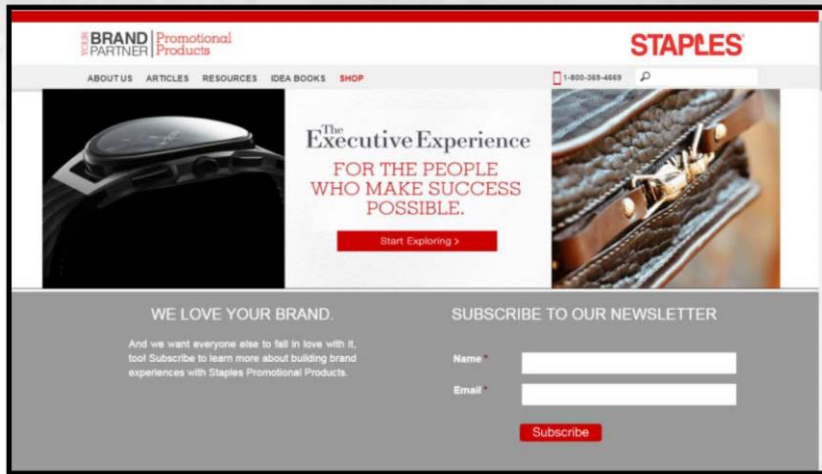 YOUR
BRAND
PARTNER
Promotional
Products
STAPLES
ABOUT US ARTICLES RESOURCES IDEA BOOKS SHOP
1-800-369-4669
The
Executive Experience
FOR THE PEOPLE
WHO MAKE SUCCESS
POSSIBLE.
Start Exploring >
WE LOVE YOUR BRAND.
And we want everyone else to fall in love with it,
too! Subscribe to learn more about building brand
experiences with Staples Promotional Products.
SUBSCRIBE TO OUR NEWSLETTER
Name *
Email *
Subscribe